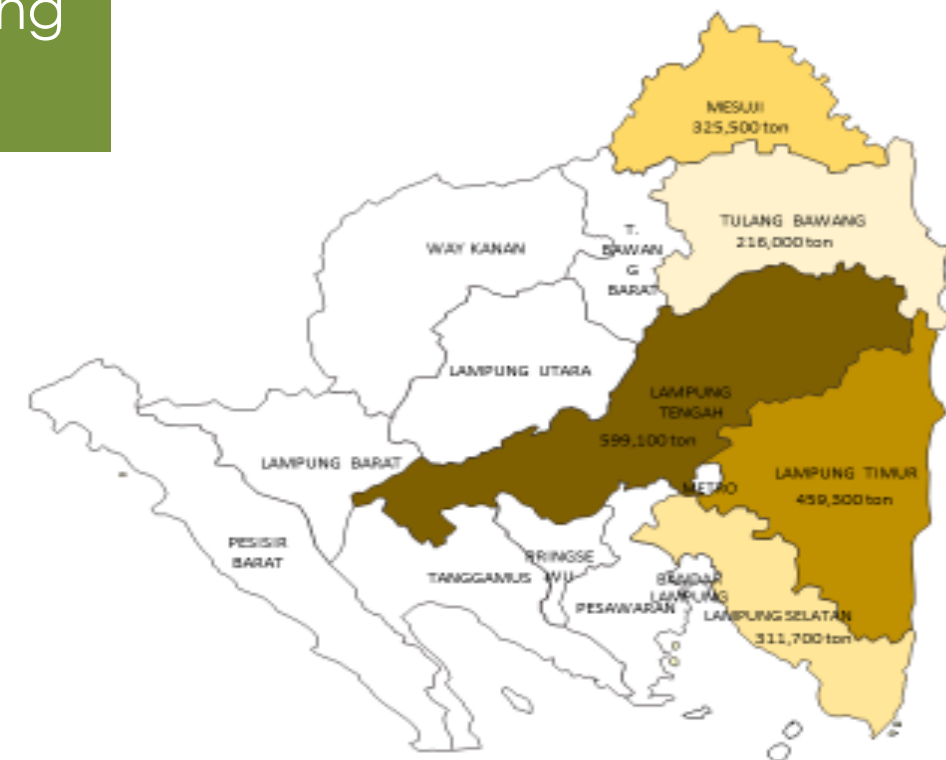 ng
MESUJI
325,500 ton
TULANG BAWANG
216,000 ton
T.
BAWAN
G
BARAT
WAY KANAN
LAMPUNG UTARA
LAMPUNG
TENGAH
599,100 ton
LAMPUNG BARAT
METRO
LAMPUNG TIMUR
459,300 ton
PESISIR
BARAT
TANGGAMUS
PRINGSE
WU
PESAWARAN
BANDAR
LAMPUNG
LAMPUNG SELATAN
311,700 ton